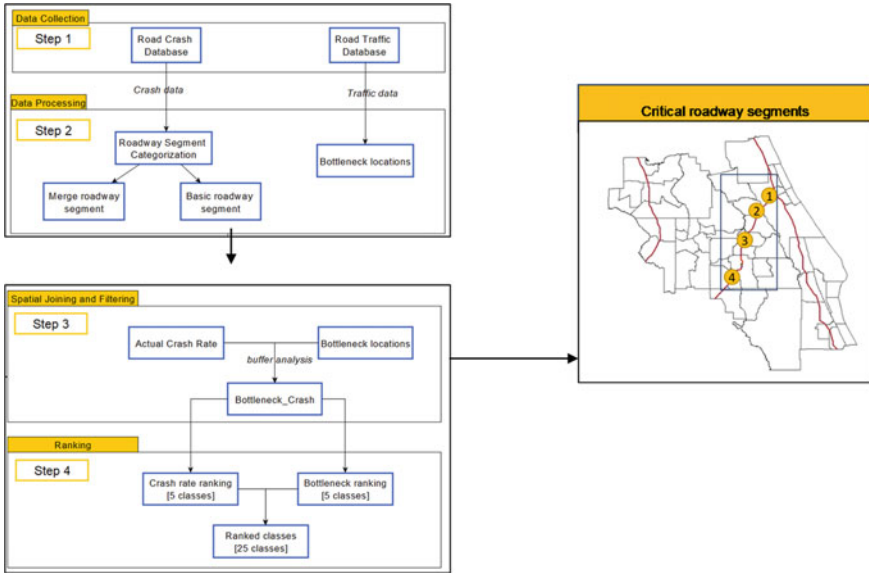 Data Collection
Step 1
Road Crash
Database
Road Traffic
Database
Crash data
Traffic data
Data Processing
Step 2
Roadway Segment
Categorization
Bottleneck locations
Merge roadway
segment
Basic roadway
segment
Spatial Joining and Filtering
Step 3
Actual Crash Rate
Bottleneck locations
buffer analysis
Bottleneck_Crash
Ranking
Step 4
Crash rate ranking
[5 classes]
Bottleneck ranking
[5 classes]
Ranked classes
[25 classes]
Critical roadway segments
1
2
3
4